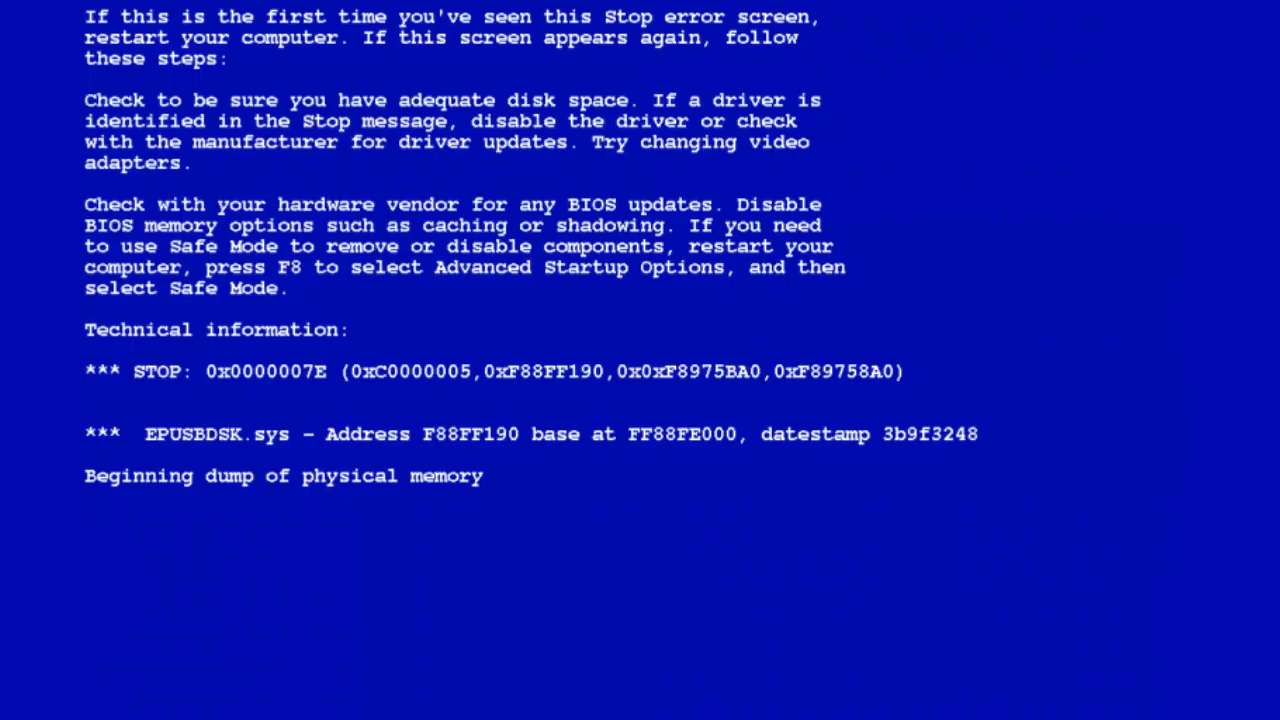 If this is the first time you've seen this Stop error screen,
restart your computer. If this screen appears again, follow
these steps:
Check to be sure you have adequate disk space. If a driver is
identified in the Stop message, disable the driver or check
with the manufacturer for driver updates. Try changing video
adapters.
Check with your hardware vendor for any BIOS updates. Disable
BIOS memory options such as caching or shadowing. If you need
to use Safe Mode to remove or disable components, restart your
computer, press F8 to select Advanced Startup Options, and then
select Safe Mode.
Technical information:
*** STOP: 0x0000007E (0xC0000005,0xF88FF190,0x0xF8975BA0,0xF89758A0)
*** EPUSBDSK.sys – Address F88FF190 base at FF88FE000, datestamp 3b9f3248
Beginning dump of physical memory